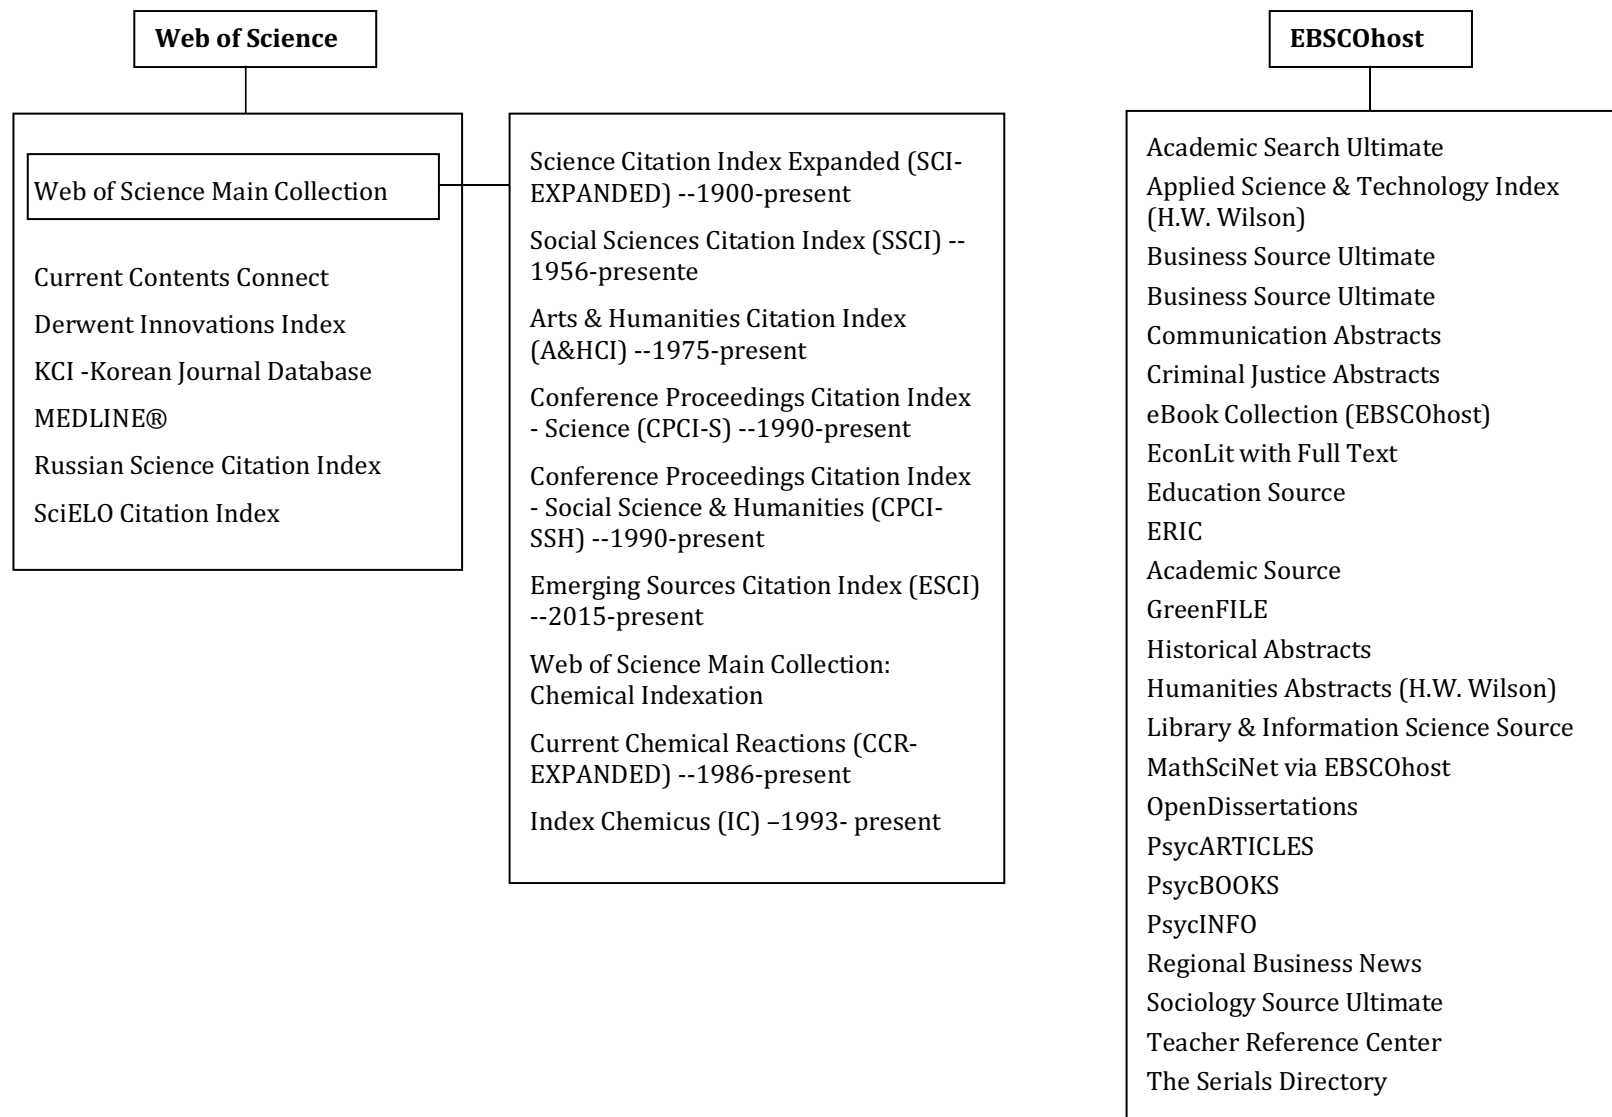 Web of Science
Web of Science Main Collection
Current Contents Connect
Derwent Innovations Index
KCI -Korean Journal Database
MEDLINE®
Russian Science Citation Index
SciELO Citation Index
Science Citation Index Expanded (SCI-
EXPANDED) --1900-present
Social Sciences Citation Index (SSCI) --
1956-presente
Arts & Humanities Citation Index
(A&HCI) --1975-present
Conference Proceedings Citation Index
- Science (CPCI-S) --1990-present
Conference Proceedings Citation Index
- Social Science & Humanities (CPCI-
SSH) --1990-present
Emerging Sources Citation Index (ESCI)
--2015-present
Web of Science Main Collection:
Chemical Indexation
Current Chemical Reactions (CCR-
EXPANDED) --1986-present
Index Chemicus (IC) –1993- present
EBSCOhost
Academic Search Ultimate
Applied Science & Technology Index
(H.W. Wilson)
Business Source Ultimate
Business Source Ultimate
Communication Abstracts
Criminal Justice Abstracts
eBook Collection (EBSCOhost)
EconLit with Full Text
Education Source
ERIC
Academic Source
GreenFILE
Historical Abstracts
Humanities Abstracts (H.W. Wilson)
Library & Information Science Source
MathSciNet via EBSCOhost
OpenDissertations
PsycARTICLES
PsycBOOKS
PsycINFO
Regional Business News
Sociology Source Ultimate
Teacher Reference Center
The Serials Directory